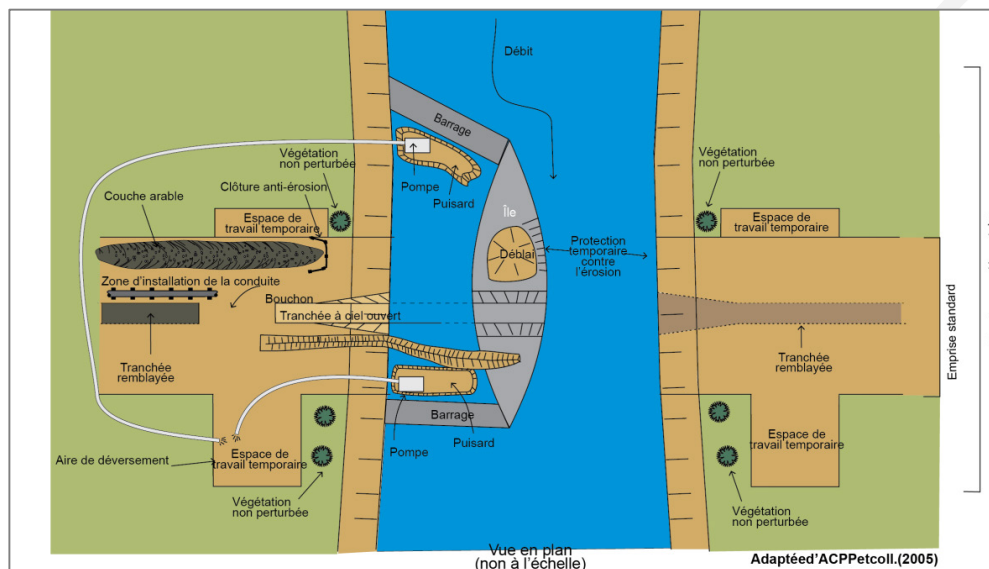 Débit
Barrage
Végétation
non perturbée
Végétation
non perturbée
Clôture anti-érosion
Couche arable
Pompe
Puisard
Espace de
travail temporaire
Île
Espace de
travail temporaire
Déblai
Protection
temporaire
contre
l'érosion
Zone d'installation de la conduite
Bouchon
Tranchée à ciel ouvert
Emprise standard
Tranchée
remblayée
Tranchée
remblayée
Barrage
Puisard
Pompe
Aire de déversement
Espace de
travail temporaire
Espace de
travail temporaire
Végétation
non perturbée
Végétation
non perturbée
Vue en plan
(non à l'échelle)
Adaptéed'ACPPetcoll.(2005)